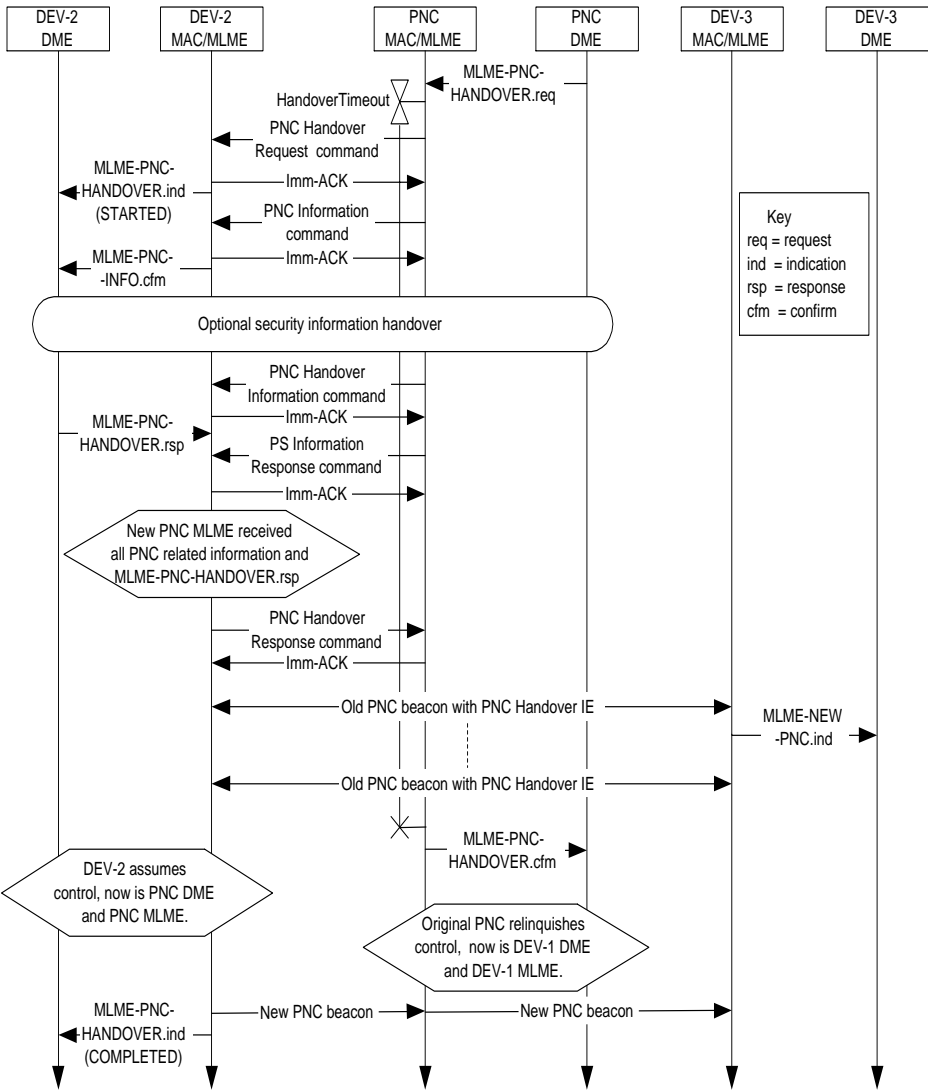 DEV-2
DME
DEV-2
MAC/MLME
PNC
MAC/MLME
PNC
DME
DEV-3
MAC/MLME
DEV-3
DME
MLME-PNC-
HANDOVER.req
HandoverTimeout
PNC Handover
Request command
MLME-PNC-
HANDOVER.ind
(STARTED)
Imm-ACK
PNC Information
command
MLME-PNC-
-INFO.cfm
Imm-ACK
Key
req = request
ind = indication
rsp = response
cfm = confirm
Optional security information handover
PNC Handover
Information command
Imm-ACK
MLME-PNC-
HANDOVER.rsp
PS Information
Response command
Imm-ACK
New PNC MLME received
all PNC related information and
MLME-PNC-HANDOVER.rsp
PNC Handover
Response command
Imm-ACK
Old PNC beacon with PNC Handover IE
MLME-NEW
-PNC.ind
Old PNC beacon with PNC Handover IE
MLME-PNC-
HANDOVER.cfm
DEV-2 assumes
control, now is PNC DME
and PNC MLME.
Original PNC relinquishes
control, now is DEV-1 DME
and DEV-1 MLME.
MLME-PNC-
HANDOVER.ind
(COMPLETED)
New PNC beacon
New PNC beacon